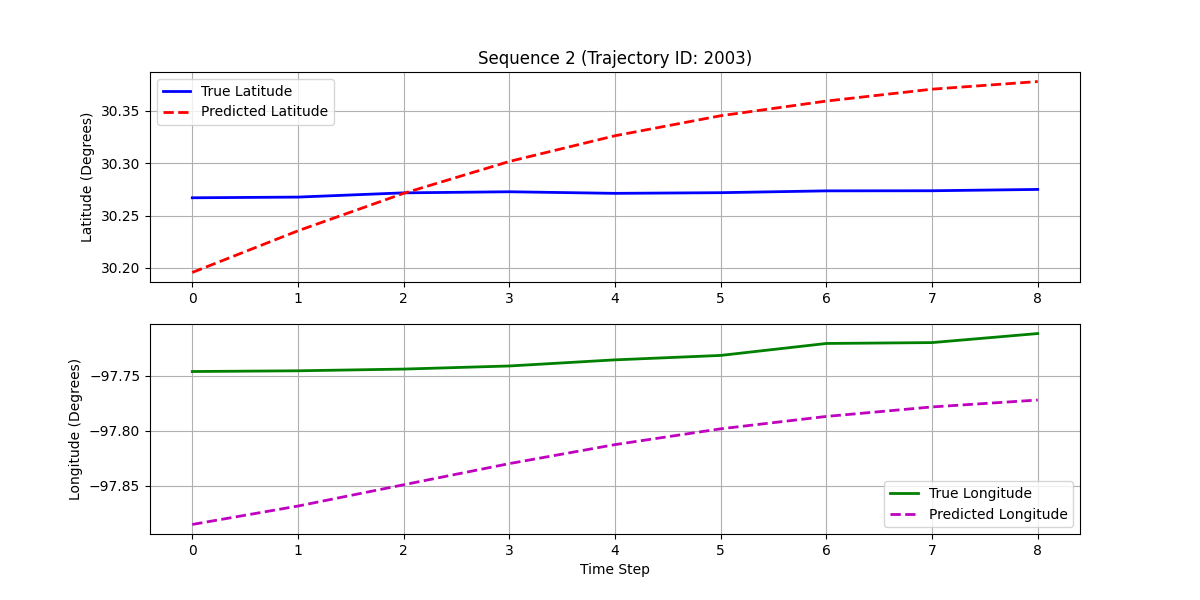 Sequence 2 (Trajectory ID: 2003)
True Latitude
Predicted Latitude
Latitude (Degrees)
30.35
30.30
30.25
30.20
0 1 2 3 4 5 6 7 8
Longitude (Degrees)
−97.75
−97.80
−97.85
True Longitude
Predicted Longitude
0 1 2 3 4 5 6 7 8
Time Step